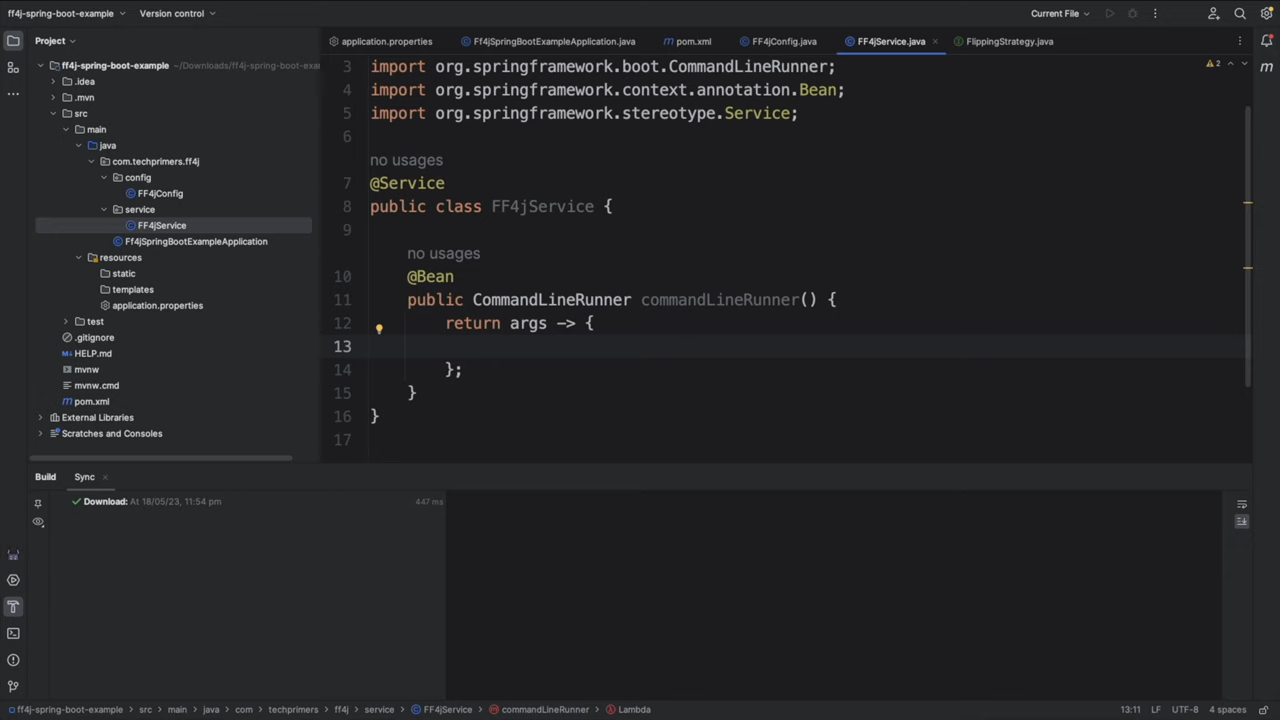 ff4j-spring-boot-example Version control Current File
Project
application.properties Ff4jSpringBootExampleApplication.java pom.xml FF4jConfig.java FF4jService.java FlippingStrategy.java
ff4j-spring-boot-example ~/Downloads/ff4j-spring-boot-exa
.idea
.mvn
src
main
java
com.techprimers.ff4j
config
FF4jConfig
service
FF4jService
Ff4jSpringBootExampleApplication
resources
static
templates
application.properties
test
.gitignore
HELP.md
mvnw
mvnw.cmd
pom.xml
External Libraries
Scratches and Consoles
3 import org.springframework.boot.CommandLineRunner;
2
4 import org.springframework.context.annotation.Bean;
5 import org.springframework.stereotype.Service;
6
no usages
7 @Service
8 public class FF4jService {
9
no usages
10 @Bean
11 public CommandLineRunner commandLineRunner() {
12 return args -> {
13
14 };
15 }
16 }
17
Build Sync
Download: At 18/05/23, 11:54 pm 447 ms
ff4j-spring-boot-example src main java com techprimers ff4j service FF4jService commandLineRunner Lambda 13:11 LF UTF-8 4 spaces